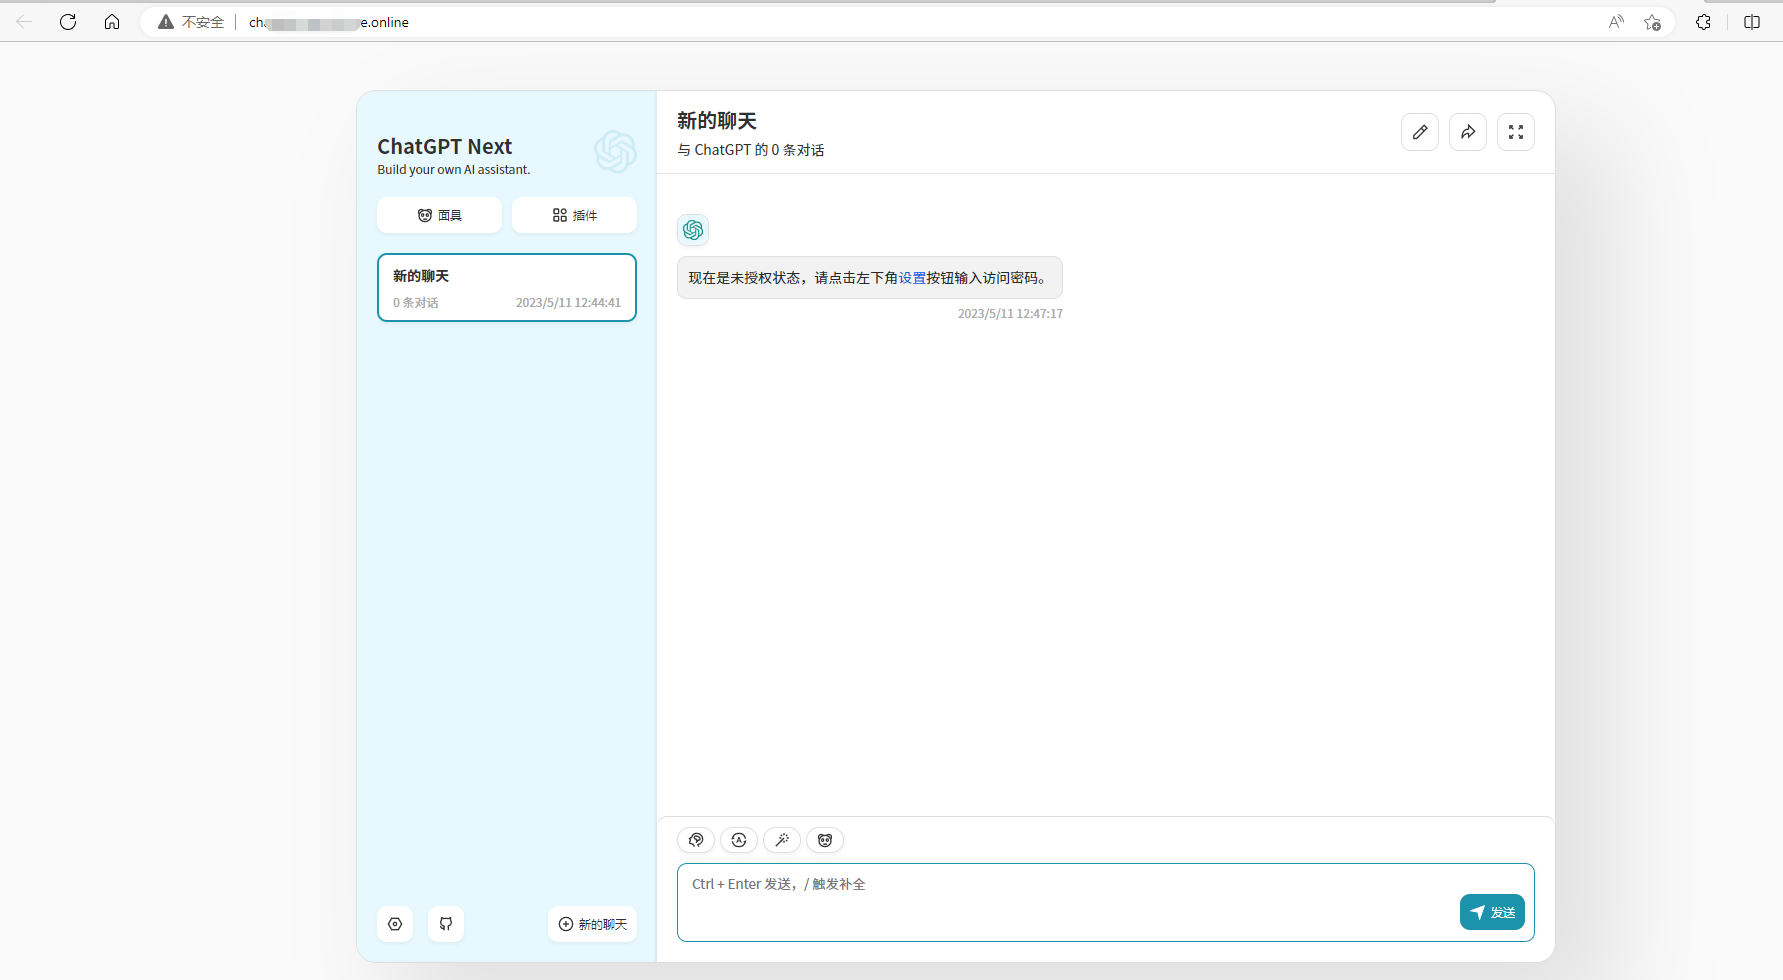 不安全
e.online
ChatGPT Next
Build your own AI assistant.
面具
插件
新的聊天
0 条对话
2023/5/11 12:44:41
新的聊天
新的聊天
与 ChatGPT 的 0 条对话
现在是未授权状态，请点击左下角设置按钮输入访问密码。
2023/5/11 12:47:17
Ctrl + Enter 发送，/ 触发补全
发送